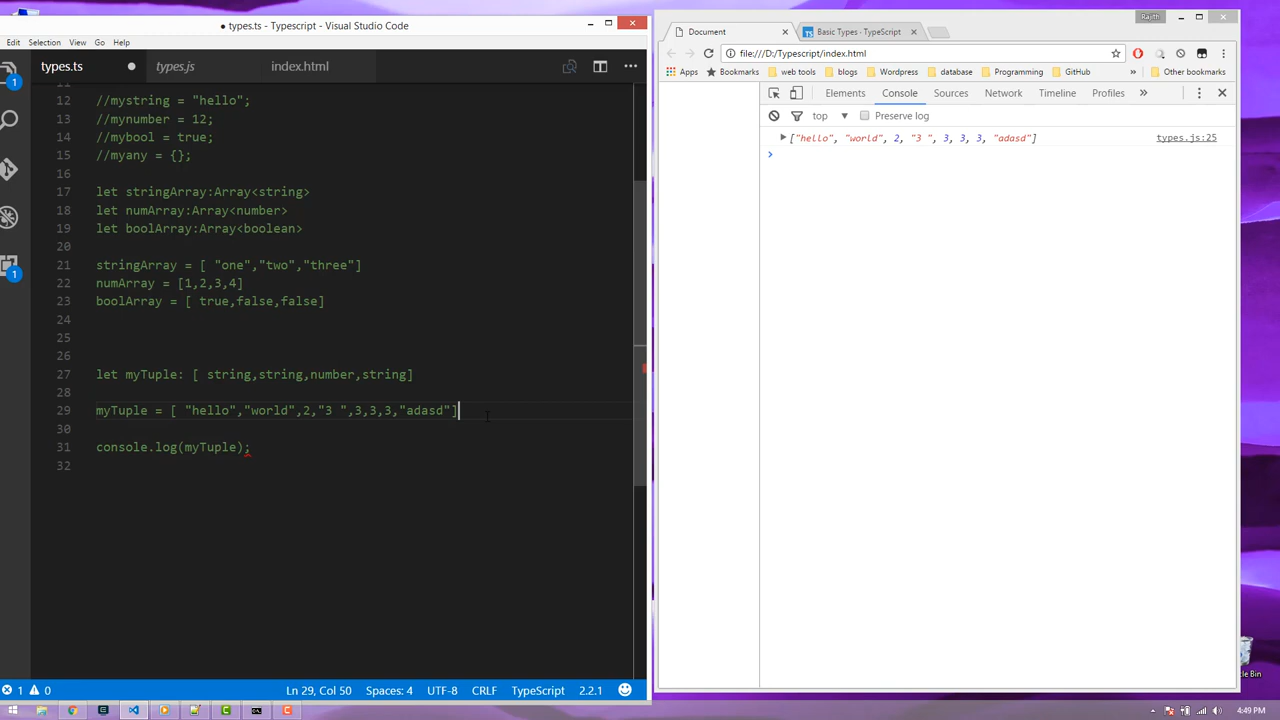 types.ts - Typescript - Visual Studio Code
Edit Selection View Go Help
types.ts types.js index.html
11
12 //mystring = "hello";
13 //mynumber = 12;
14 //mybool = true;
15 //myany = {};
16
17 let stringArray:Array<string>
18 let numArray:Array<number>
19 let boolArray:Array<boolean>
20
21 stringArray = [ "one","two","three"]
22 numArray = [1,2,3,4]
23 boolArray = [ true,false,false]
24
25
26
27 let myTuple: [ string,string,number,string]
28
29 myTuple = [ "hello","world",2,"3 ",3,3,3,"adasd"]
30
31 console.log(myTuple);
32
1
1
1 0 Ln 29, Col 50 Spaces: 4 UTF-8 CRLF TypeScript 2.2.1
Rajith
Document Basic Types - TypeScript
file:///D:/Typescript/index.html
Apps Bookmarks web tools blogs Wordpress database Programming GitHub » Other bookmarks
Elements Console Sources Network Timeline Profiles »
top Preserve log
["hello", "world", 2, "3 ", 3, 3, 3, "adasd"] types.js:25
4:49 PM